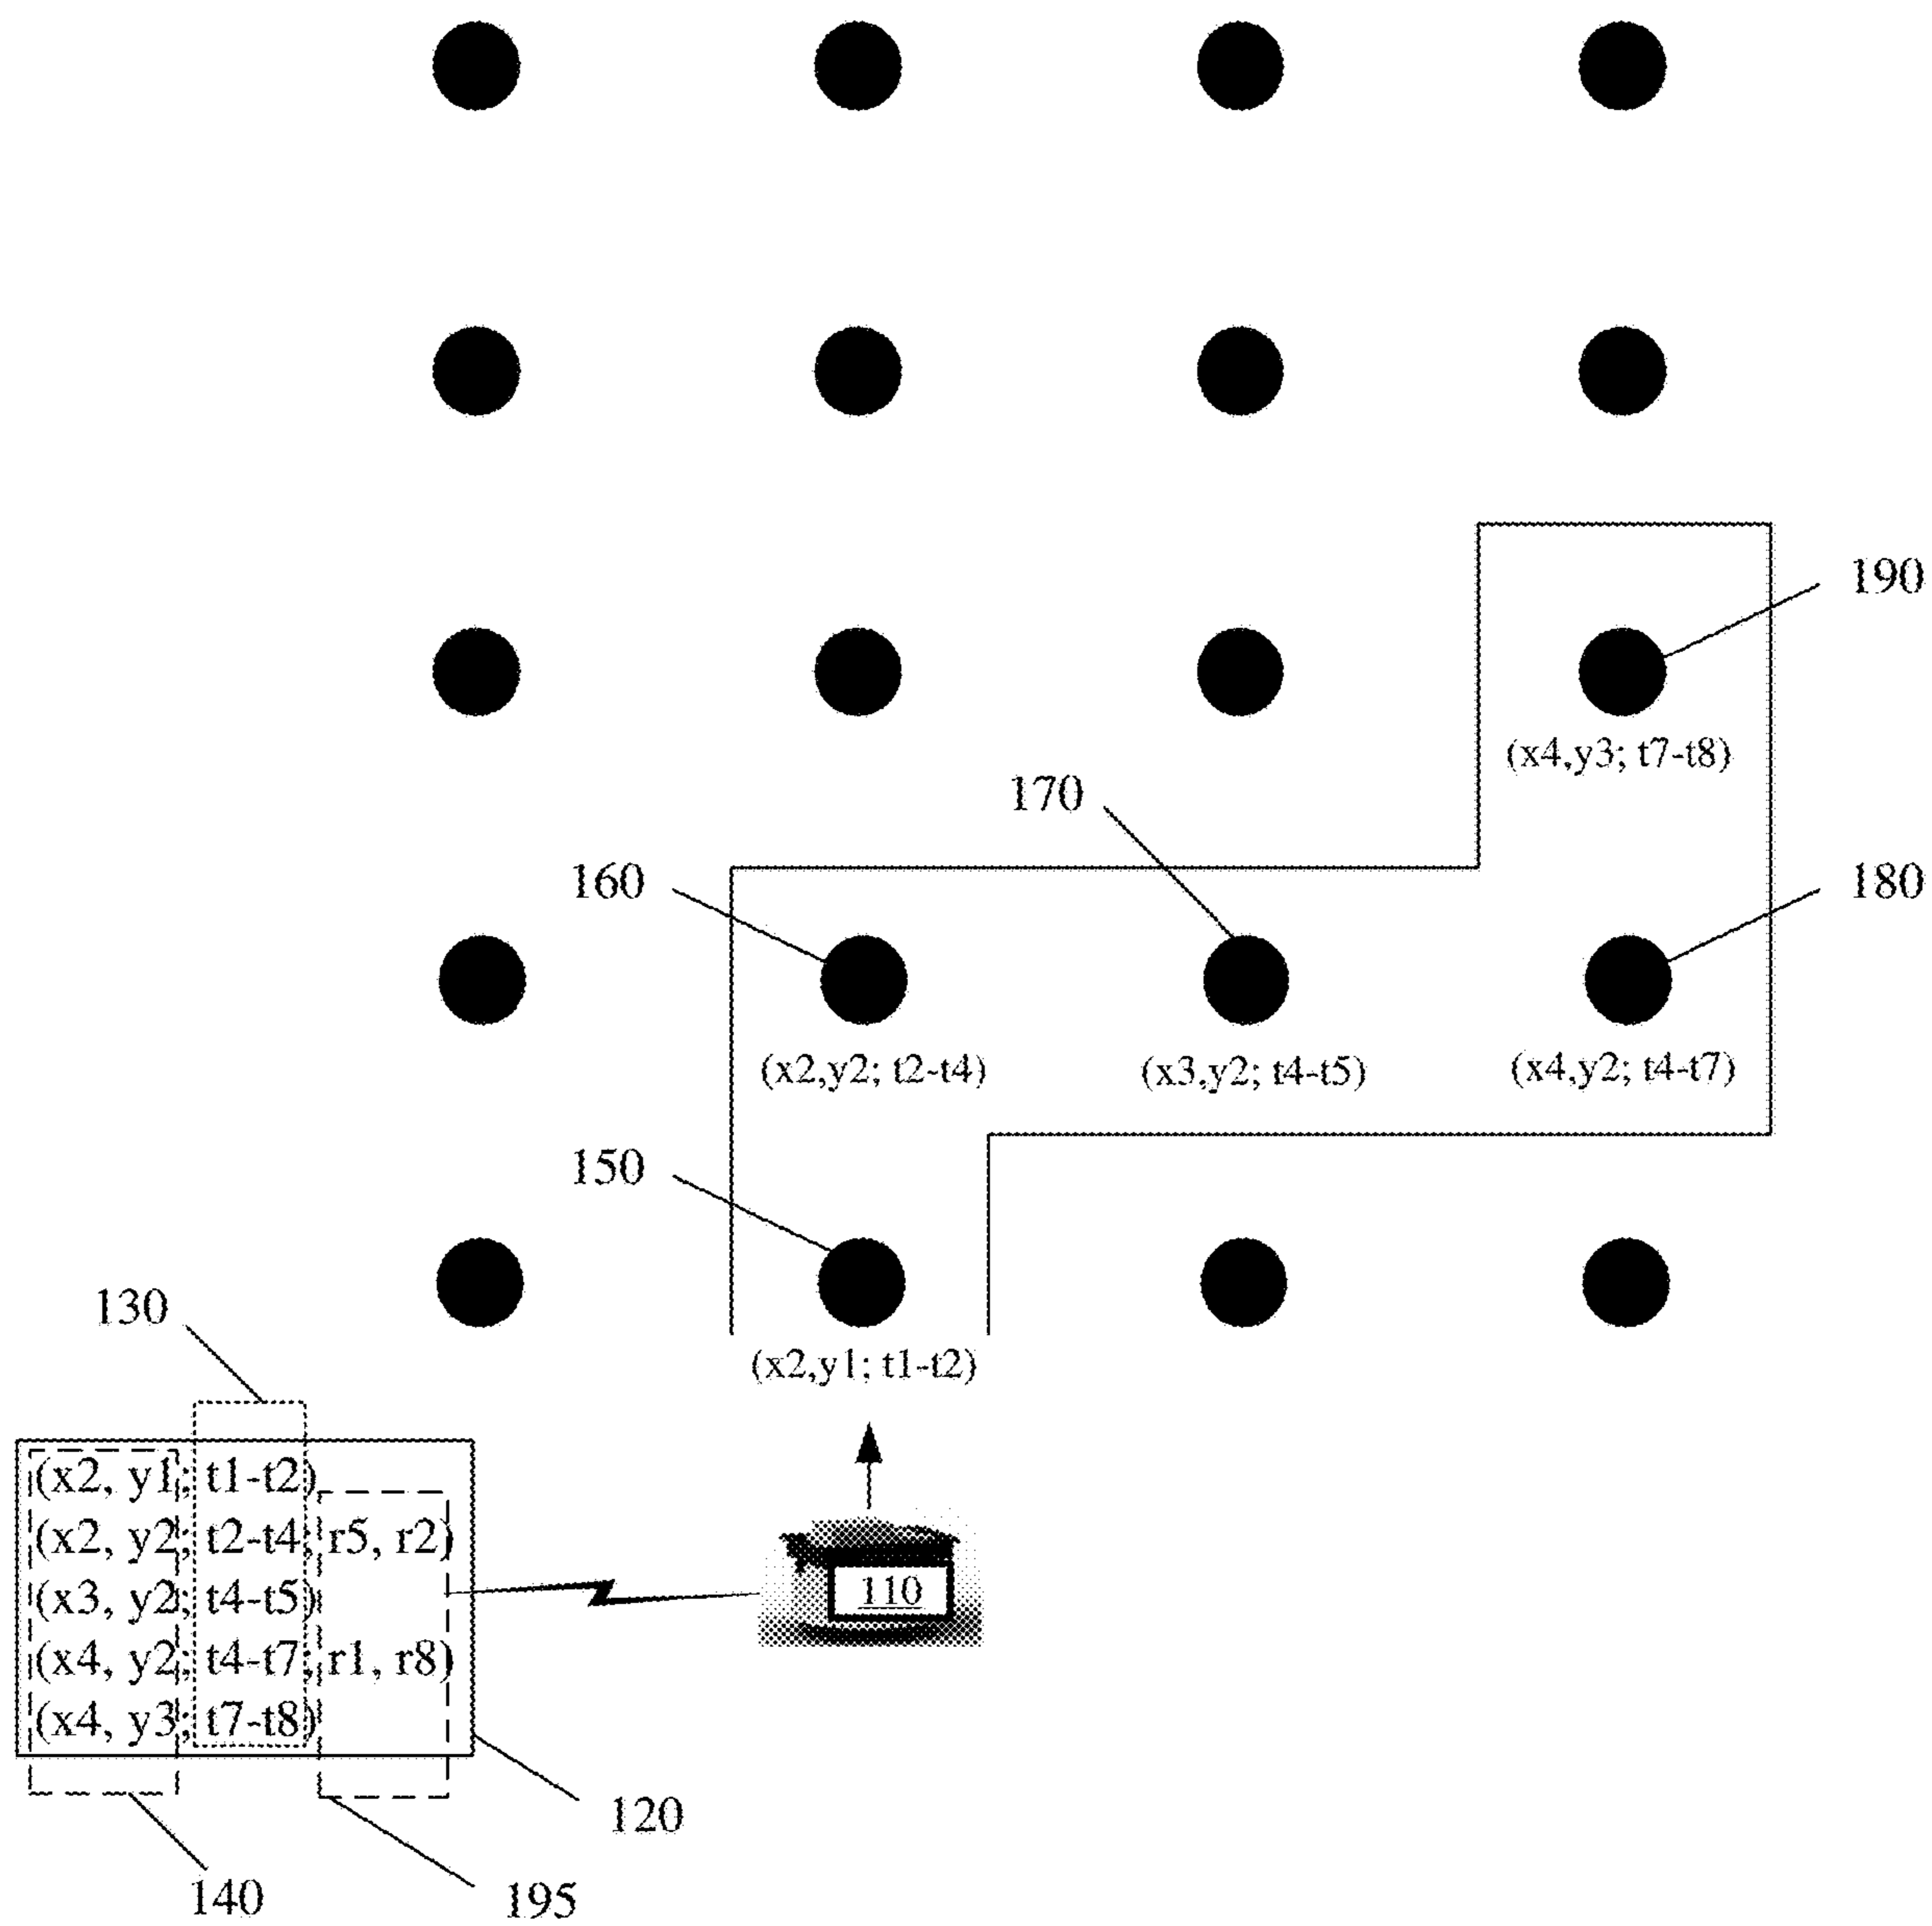 190
(x4,y3; t7-t8)
170
160
180
(x2,y2; t2-t4)
(x3,y2; t4-t5)
(x4,y2; t4-t7)
150
130
(x2,y1; t1-t2)
(x2, y1; t1-t2)
(x2, y2; t2-t4; r5, r2)
(x3, y2; t4-t5)
(x4, y2; t4-t7; r1, r8)
(x4, y3; t7-t8)
110
120
140
195